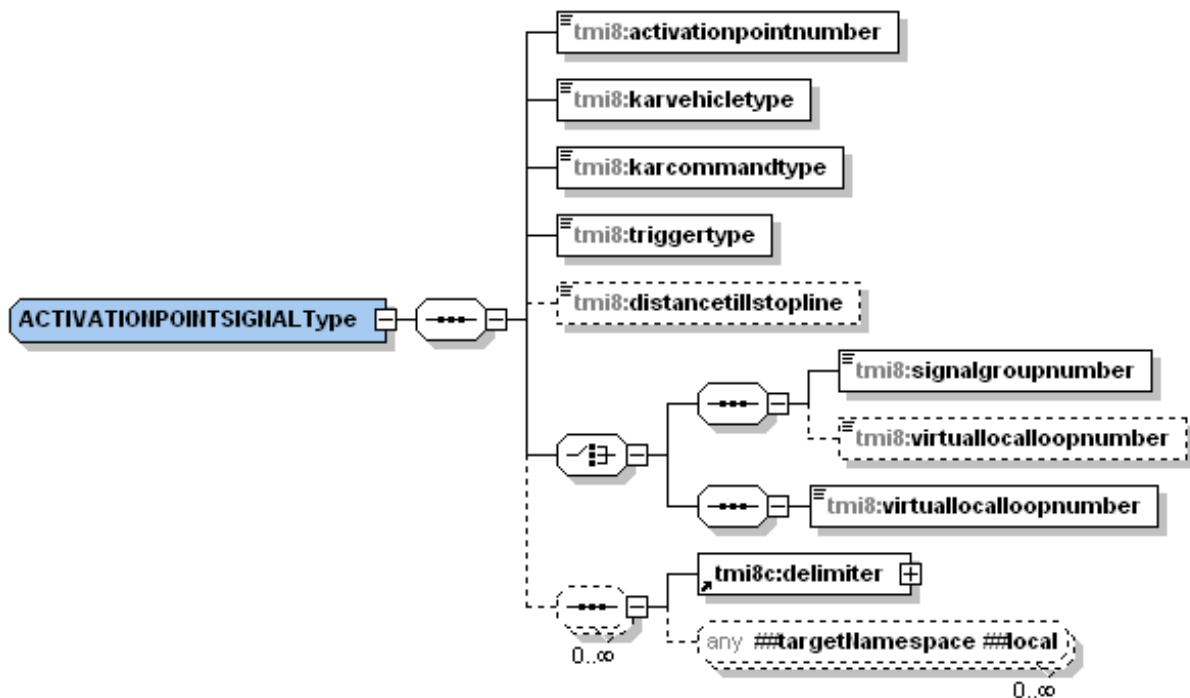 tmi8:activationpointnumber
tmi8:karvehicletype
tmi8:karcommandtype
tmi8:triggertype
tmi8:distancetillstopline
ACTIVATIONPOINTSIGNALType
tmi8:signalgroupnumber
tmi8:virtuallocalloopnumber
tmi8:virtuallocalloopnumber
tmi8c:delimiter
0..∞
any ##targetNamespace ##local
0..∞